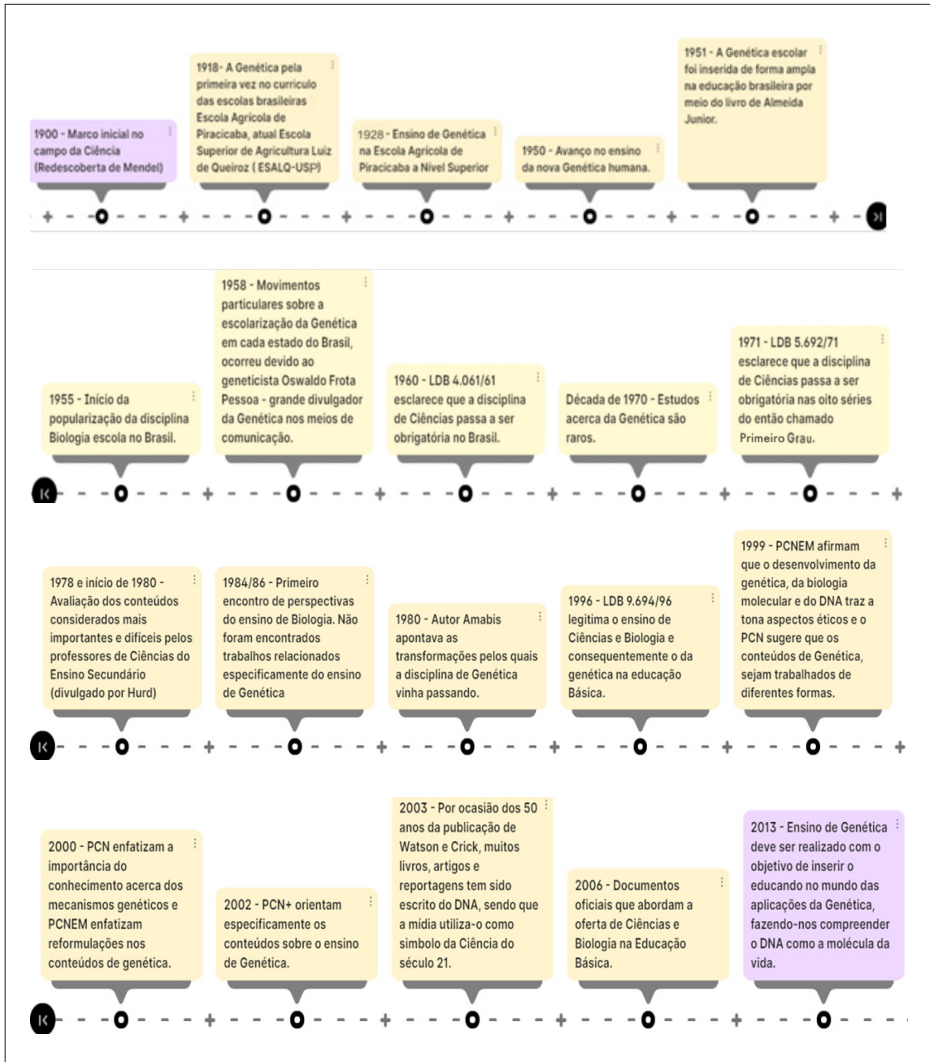 1900 - Marco inicial no
campo da Ciência
(Redescoberta de Mendel)
1918- A Genética pela
primeira vez no currículo
das escolas brasileiras
Escola Agrícola de
Piracicaba, atual Escola
Superior de Agricultura Luiz
de Queiroz ( ESALQ-USP)
1928 - Ensino de Genética
na Escola Agrícola de
Piracicaba a Nível Superior
1950 - Avanço no ensino
da nova Genética humana.
1951 - A Genética escolar
foi inserida de forma ampla
na educação brasileira por
meio do livro de Almeida
Junior.
1955 - Início da
popularização da disciplina
Biologia escola no Brasil.
1958 - Movimentos
particulares sobre a
escolarização da Genética
em cada estado do Brasil,
ocorreu devido ao
geneticista Oswaldo Frota
Pessoa - grande divulgador
da Genética nos meios de
comunicação.
1960 - LDB 4.061/61
esclarece que a disciplina
de Ciências passa a ser
obrigatória no Brasil.
Década de 1970 - Estudos
acerca da Genética são
raros.
1971 - LDB 5.692/71
esclarece que a disciplina
de Ciências passa a ser
obrigatória nas oito séries
do então chamado
Primeiro Grau.
1978 e início de 1980 -
Avaliação dos conteúdos
considerados mais
importantes e difíceis pelos
professores de Ciências do
Ensino Secundário
(divulgado por Hurd)
1984/86 - Primeiro
encontro de perspectivas
do ensino de Biologia. Não
foram encontrados
trabalhos relacionados
especificamente do ensino
de Genética
1980 - Autor Amabis
apontava as
transformações pelos quais
a disciplina de Genética
vinha passando.
1996 - LDB 9.694/96
legitima o ensino de
Ciências e Biologia e
consequentemente o da
genética na educação
Básica.
1999 - PCNEM afirmam
que o desenvolvimento da
genética, da biologia
molecular e do DNA traz a
tona aspectos éticos e o
PCN sugere que os
conteúdos de Genética,
sejam trabalhados de
diferentes formas.
2000 - PCN enfatizam a
importância do
conhecimento acerca dos
mecanismos genéticos e
PCNEM enfatizam
reformulações nos
conteúdos de genética.
2002 - PCN+ orientam
especificamente os
conteúdos sobre o ensino
de Genética.
2003 - Por ocasião dos 50
anos da publicação de
Watson e Crick, muitos
livros, artigos e
reportagens tem sido
escrito do DNA, sendo que
a mídia utiliza-o como
simbolo da Ciência do
século 21.
2006 - Documentos
oficiais que abordam a
oferta de Ciências e
Biologia na Educação
Básica.
2013 - Ensino de Genética
deve ser realizado com o
objetivo de inserir o
educando no mundo das
aplicações da Genética,
fazendo-nos compreender
o DNA como a molécula da
vida.